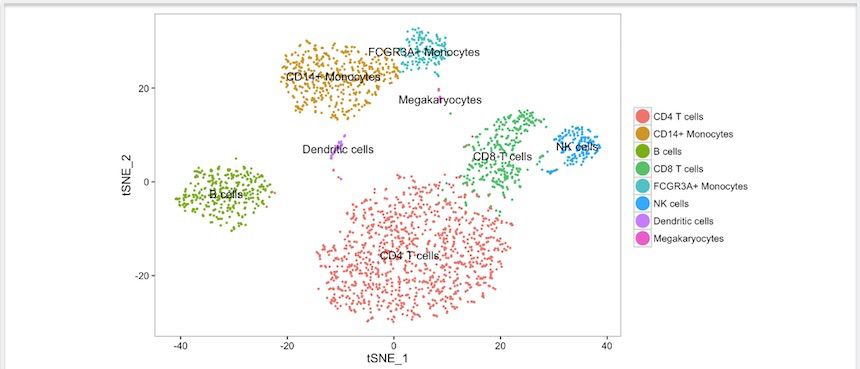 FCGR3A+ Monocytes
CD14+ Monocytes
Megakaryocytes
Dendritic cells
CD8 T cells
NK cells
B cells
CD4 T cells
20
0
-20
tSNE_2
-40
-20
0
20
40
tSNE_1
CD4 T cells
CD14+ Monocytes
B cells
CD8 T cells
FCGR3A+ Monocytes
NK cells
Dendritic cells
Megakaryocytes